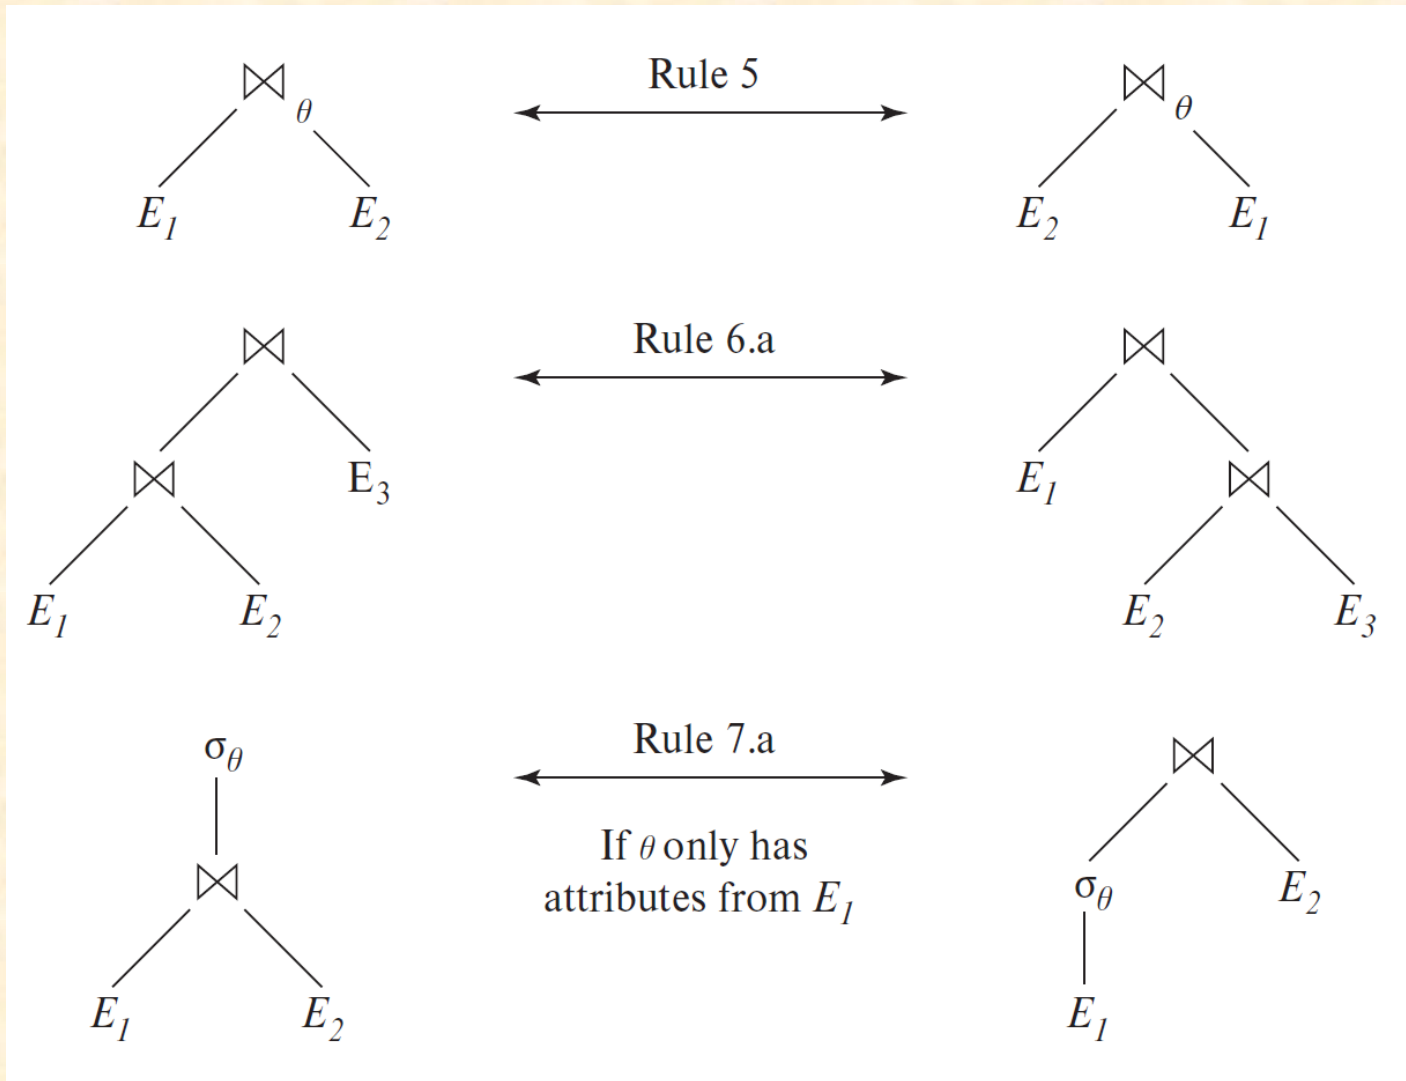 ⋈θ Rule 5 ⋈θ
E1 E2 E2 E1
⋈ Rule 6.a ⋈
⋈ E3 E1 ⋈
E1 E2 E2 E3
σθ Rule 7.a ⋈
If θ only has
⋈ attributes from E1 σθ E2
E1 E2 E1